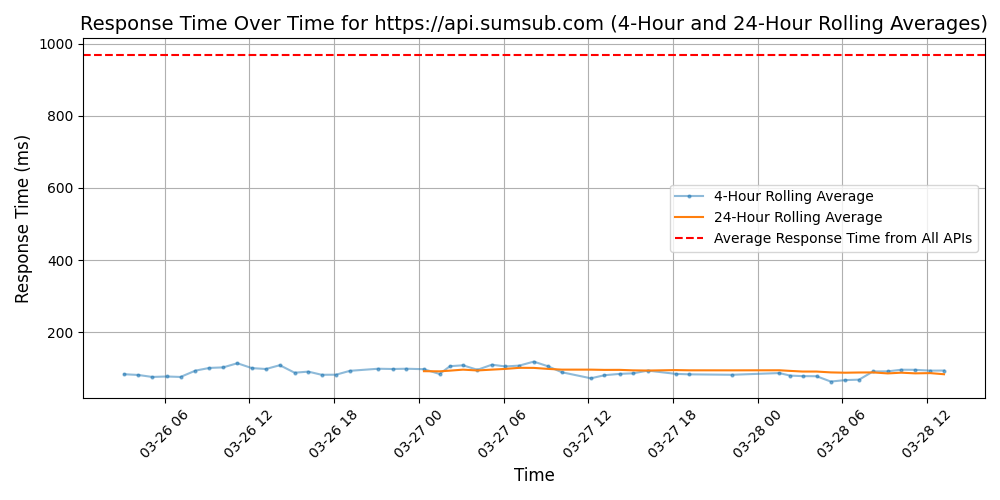 Response Time Over Time for https://api.sumsub.com (4-Hour and 24-Hour Rolling Averages)
Response Time (ms)
1000
800
600
400
200
4-Hour Rolling Average
24-Hour Rolling Average
Average Response Time from All APIs
03-26 06
03-26 12
03-26 18
03-27 00
03-27 06
03-27 12
03-27 18
03-28 00
03-28 06
03-28 12
Time